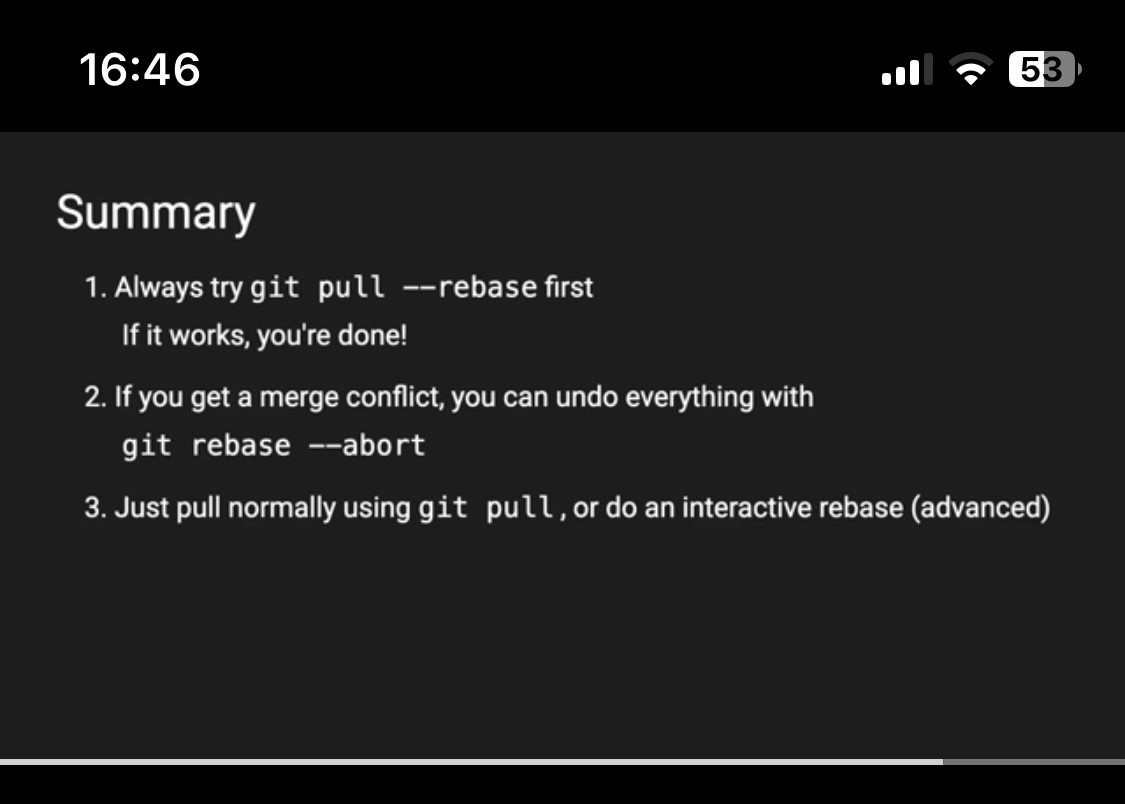 16:46
53
Summary
1. Always try git pull --rebase first
If it works, you're done!
2. If you get a merge conflict, you can undo everything with
git rebase --abort
3. Just pull normally using git pull, or do an interactive rebase (advanced)